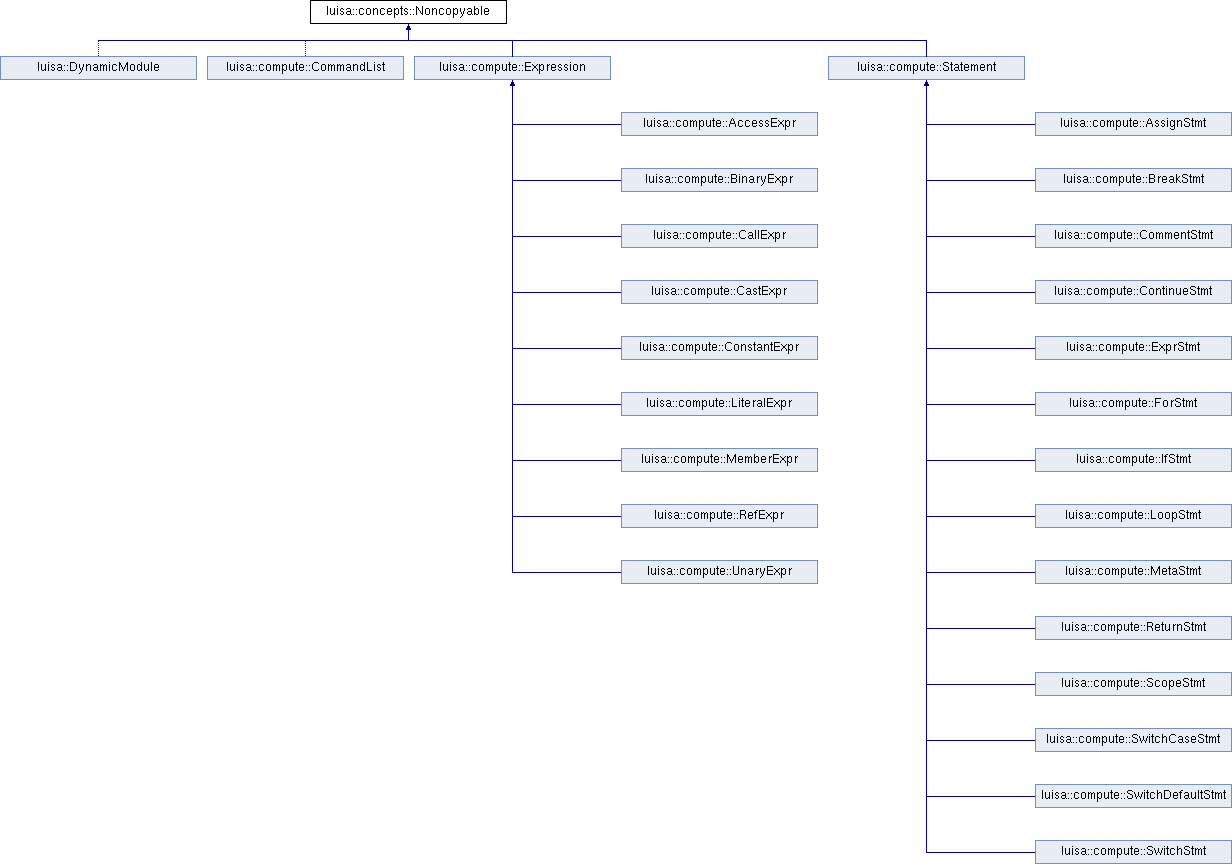 luisa::concepts::Noncopyable
luisa::DynamicModule
luisa::compute::CommandList
luisa::compute::Expression
luisa::compute::Statement
luisa::compute::AccessExpr
luisa::compute::AssignStmt
luisa::compute::BinaryExpr
luisa::compute::BreakStmt
luisa::compute::CallExpr
luisa::compute::CommentStmt
luisa::compute::CastExpr
luisa::compute::ContinueStmt
luisa::compute::ConstantExpr
luisa::compute::ExprStmt
luisa::compute::LiteralExpr
luisa::compute::ForStmt
luisa::compute::MemberExpr
luisa::compute::IfStmt
luisa::compute::RefExpr
luisa::compute::LoopStmt
luisa::compute::UnaryExpr
luisa::compute::MetaStmt
luisa::compute::ReturnStmt
luisa::compute::ScopeStmt
luisa::compute::SwitchCaseStmt
luisa::compute::SwitchDefaultStmt
luisa::compute::SwitchStmt